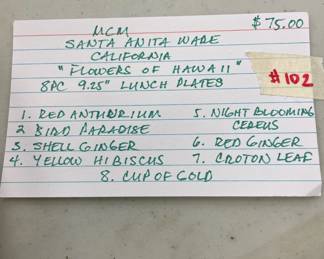 MCM $75.00
SANTA ANITA WARE
CALIFORNIA
"FLOWERS OF HAWAII"
8PC 9.25" LUNCH PLATES
#102
1. RED ANTHURIUM
2 BIRD PARADISE
3. SHELL GINGER
4. YELLOW HIBISCUS
5. NIGHT BLOOMING
CEREUS
6. RED GINGER
7. CROTON LEAF
8. CUP OF GOLD